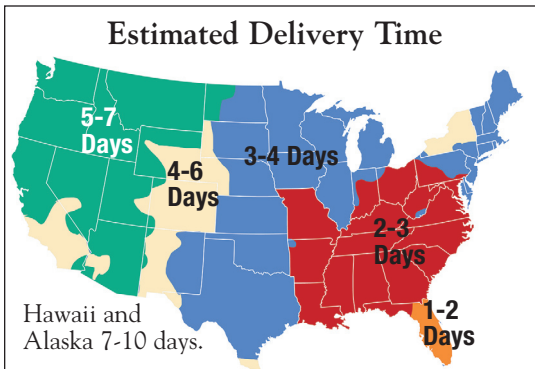 Estimated Delivery Time
5-7
Days
4-6
Days
3-4 Days
2-3
Days
1-2
Days
Hawaii and
Alaska 7-10 days.